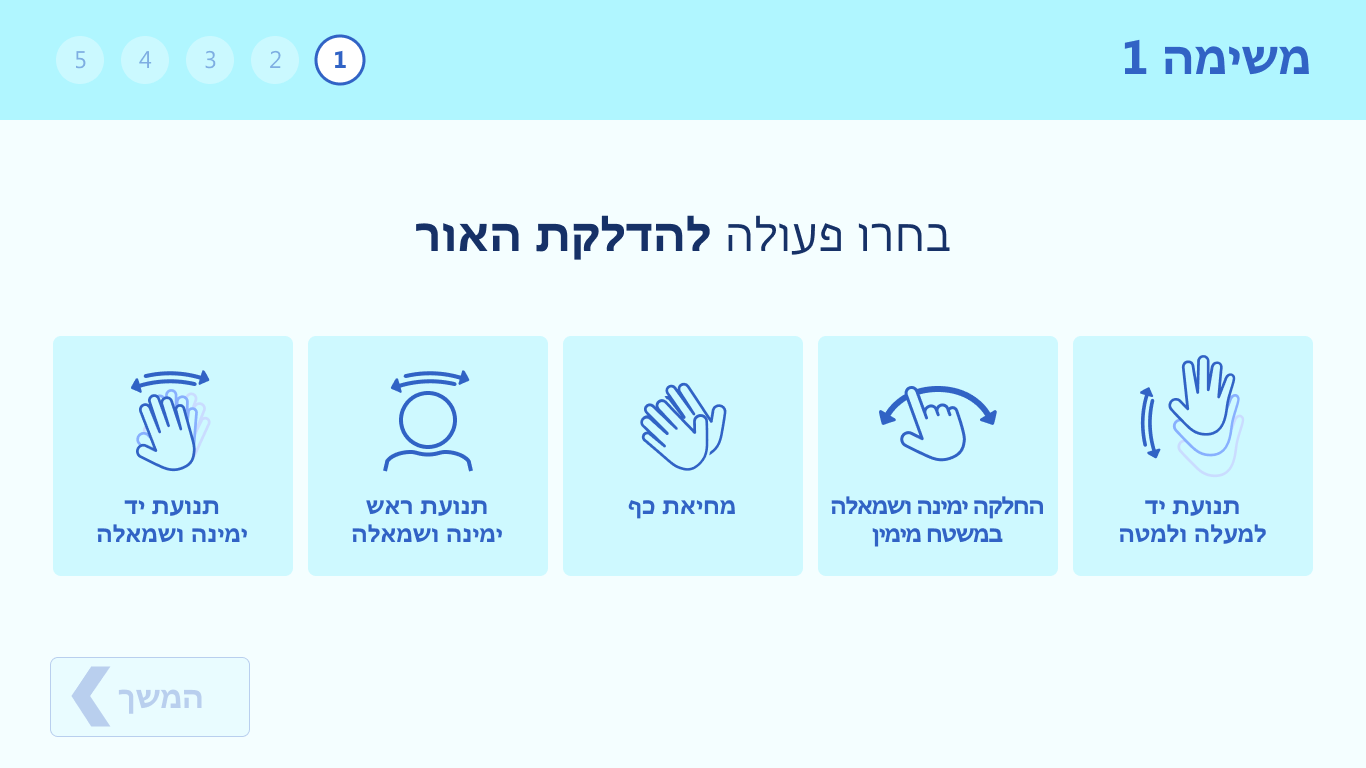 משימה 1
1
2
3
4
5
בחרו פעולה להדלקת האור
תנועת יד
למעלה ולמטה
החלקה ימינה ושמאלה
במשטח מימין
מחיאת כף
תנועת ראש
ימינה ושמאלה
תנועת יד
ימינה ושמאלה
המשך